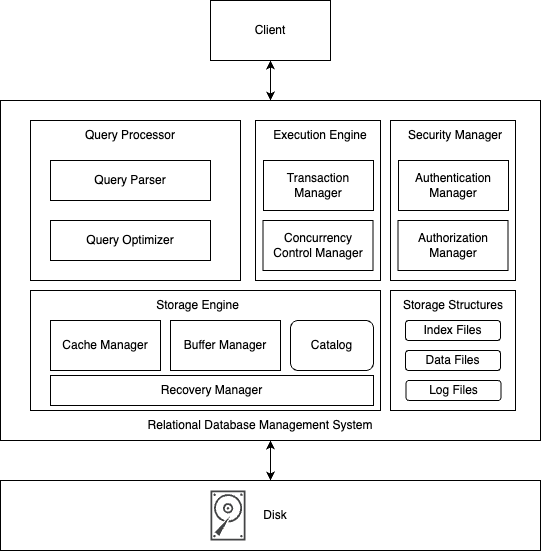 Client
Query Processor
Query Parser
Query Optimizer
Execution Engine
Transaction
Manager
Concurrency
Control Manager
Security Manager
Authentication
Manager
Authorization
Manager
Storage Engine
Cache Manager
Buffer Manager
Catalog
Recovery Manager
Storage Structures
Index Files
Data Files
Log Files
Relational Database Management System
Disk